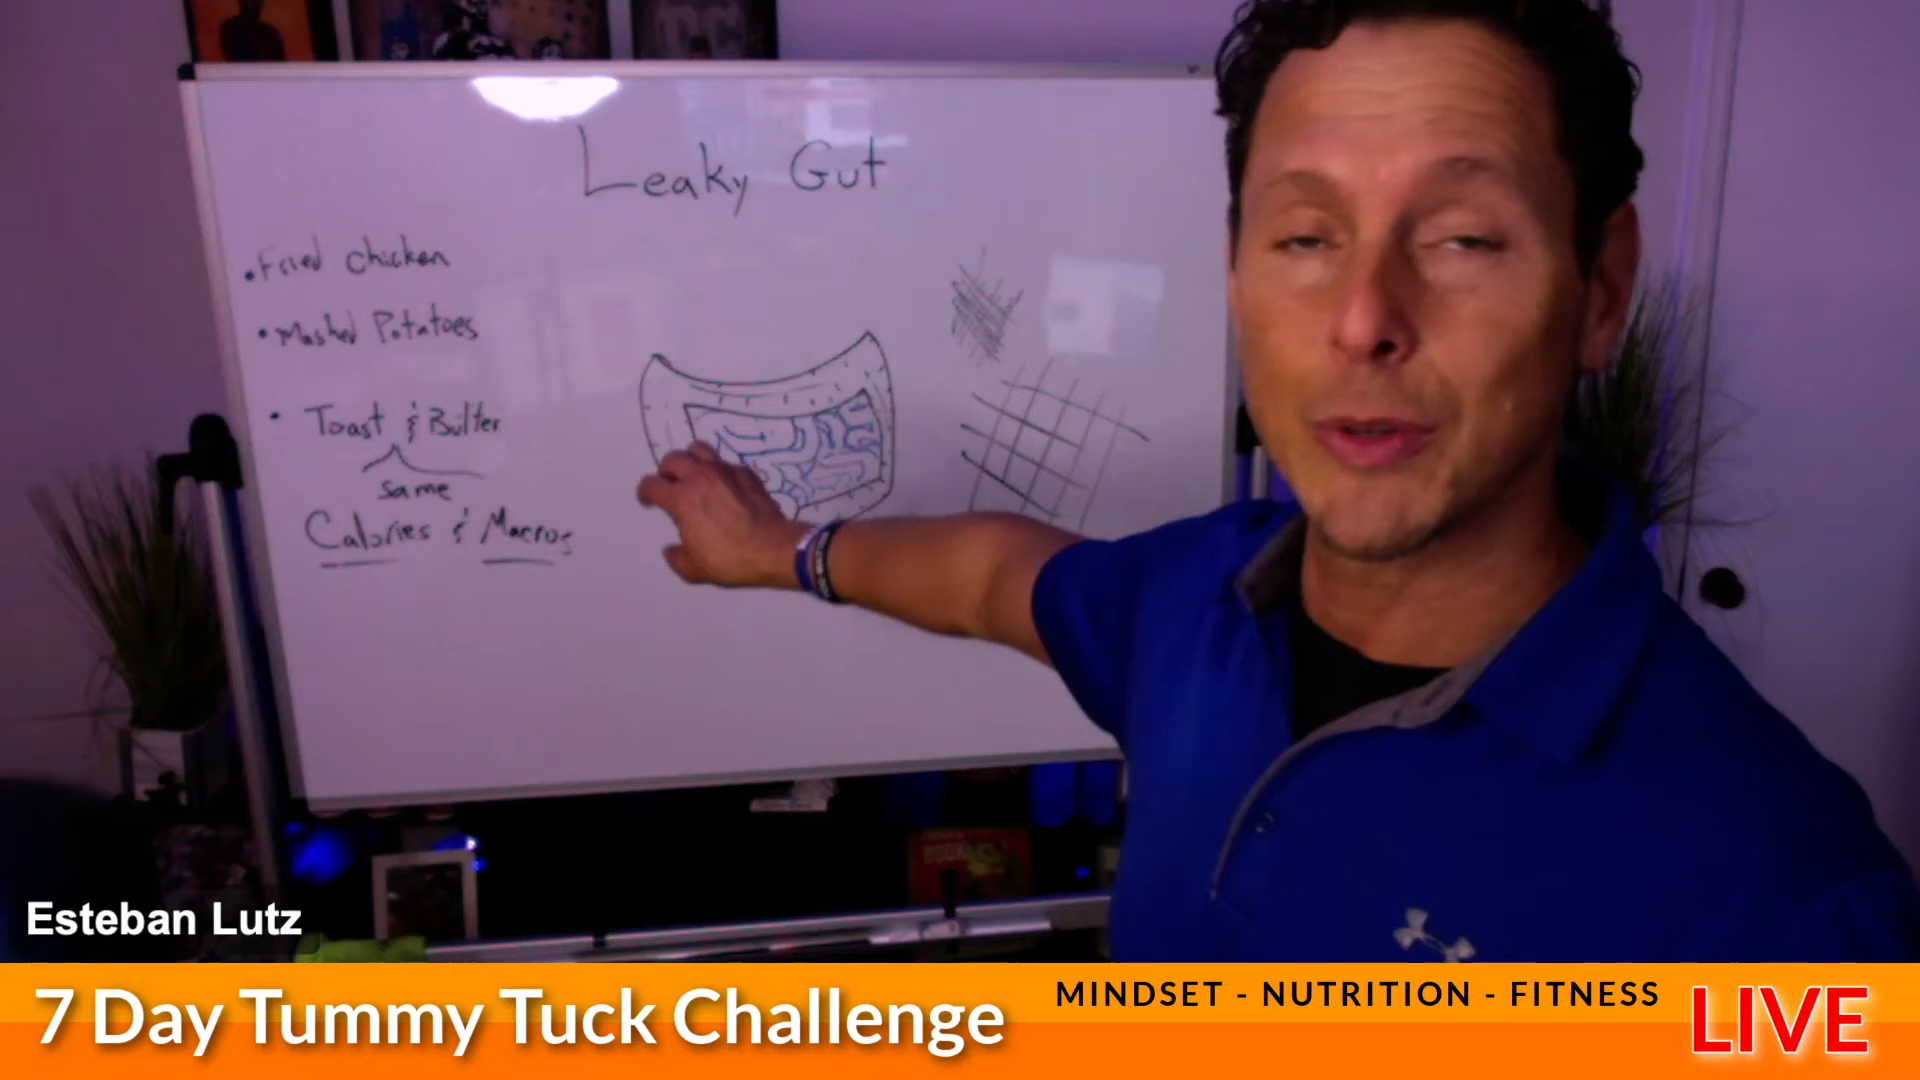 Leaky Gut
• Fried chicken
• Mashed Potatoes
• Toast & Butter
Same
Calories & Macros
Esteban Lutz
7 Day Tummy Tuck Challenge
MINDSET - NUTRITION - FITNESS
LIVE